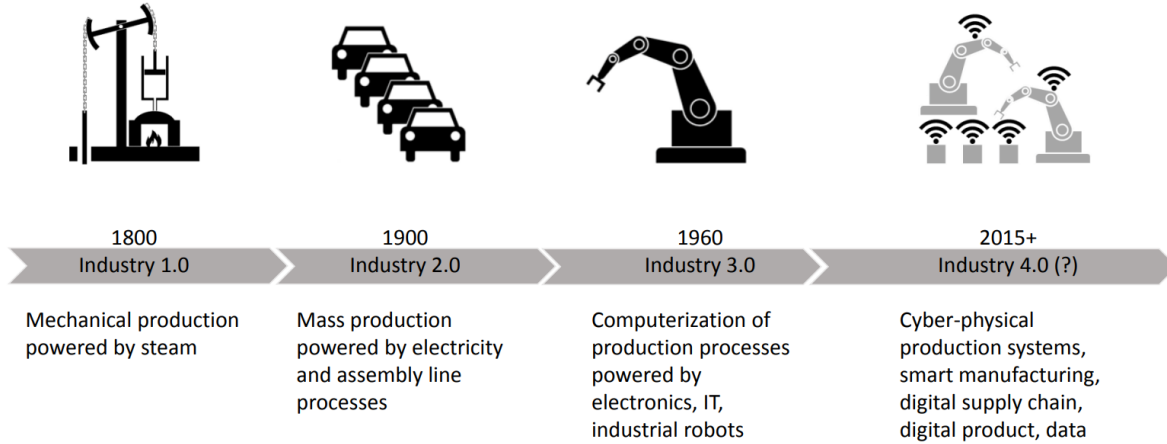 1800
Industry 1.0
Mechanical production
powered by steam
1900
Industry 2.0
Mass production
powered by electricity
and assembly line
processes
1960
Industry 3.0
Computerization of
production processes
powered by
electronics, IT,
industrial robots
2015+
Industry 4.0 (?)
Cyber-physical
production systems,
smart manufacturing,
digital supply chain,
digital product, data